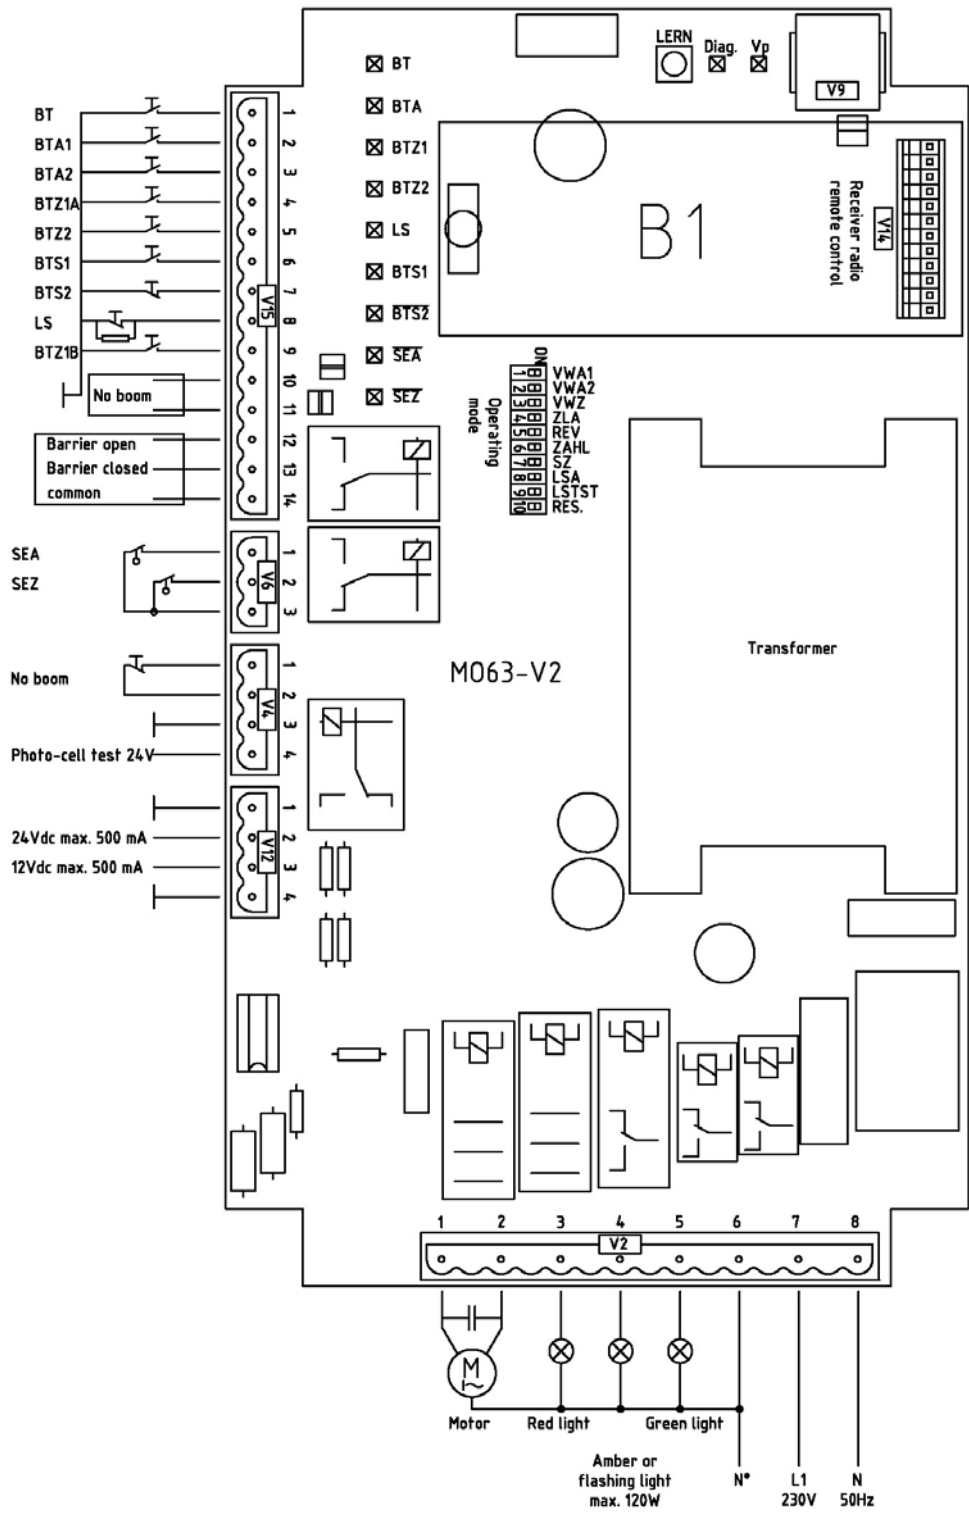 LERN
Diag.
Vp
V9
BT
BTA
BTZ1
BTZ2
LS
BTS1
BTS2
SEA
SEZ
B1
Receiver radio
remote control
V14
BT
BTA1
BTA2
BTZ1A
BTZ2
BTS1
BTS2
LS
BTZ1B
No boom
Barrier open
Barrier closed
common
1
2
3
4
5
6
7
8
9
10
11
12
13
14
V15
ON
1 VWA1
2 VWA2
3 VWZ
4 ZLA
5 REV
6 ZAHL
7 SZ
8 LSA
9 LSTST
10 RES.
Operating
mode
SEA
SEZ
1
2
3
V6
No boom
Photo-cell test 24V
1
2
3
4
V4
M063-V2
Transformer
24Vdc max. 500 mA
12Vdc max. 500 mA
1
2
3
4
V12
1 2 3 4 5 6 7 8
V2
M
~
Motor
Red light
Green light
Amber or
flashing light
max. 120W
N*
L1
230V
N
50Hz